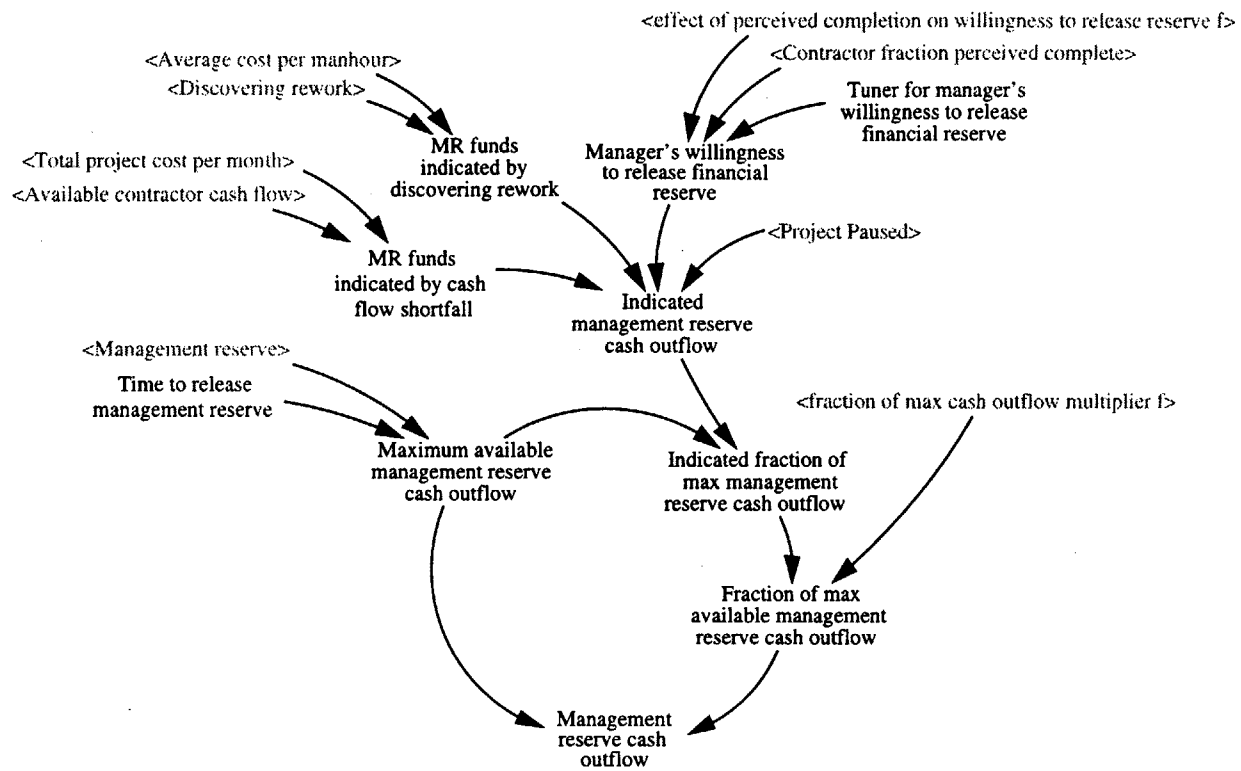 <effect of perceived completion on willingness to release reserve f>
<Average cost per manhour>
<Contractor fraction perceived complete>
<Discovering rework>
Tuner for manager's
willingness to release
financial reserve
MR funds
indicated by
discovering rework
Manager's willingness
to release financial
reserve
<Total project cost per month>
<Available contractor cash flow>
<Project Paused>
MR funds
indicated by cash
flow shortfall
Indicated
management reserve
cash outflow
<Management reserve>
Time to release
management reserve
<fraction of max cash outflow multiplier f>
Maximum available
management reserve
cash outflow
Indicated fraction of
max management
reserve cash outflow
Fraction of max
available management
reserve cash outflow
Management
reserve cash
outflow